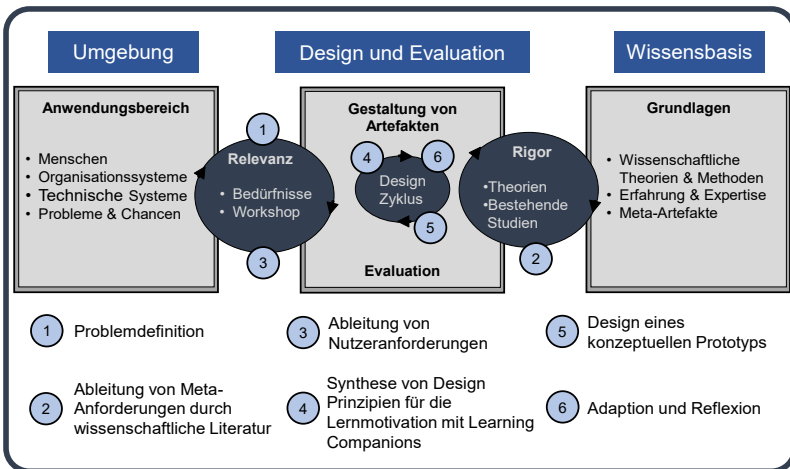 Umgebung
Design und Evaluation
Wissensbasis
Anwendungsbereich
• Menschen
• Organisationssysteme
• Technische Systeme
• Probleme & Chancen
1
Relevanz
• Bedürfnisse
• Workshop
3
Gestaltung von
Artefakten
4
6
Design
Zyklus
5
Evaluation
Rigor
•Theorien
•Bestehende
Studien
2
Grundlagen
• Wissenschaftliche
Theorien & Methoden
• Erfahrung & Expertise
• Meta-Artefakte
1
Problemdefinition
2
Ableitung von Meta-
Anforderungen durch
wissenschaftliche Literatur
3
Ableitung von
Nutzeranforderungen
4
Synthese von Design
Prinzipien für die
Lernmotivation mit Learning
Companions
5
Design eines
konzeptuellen Prototyps
6
Adaption und Reflexion